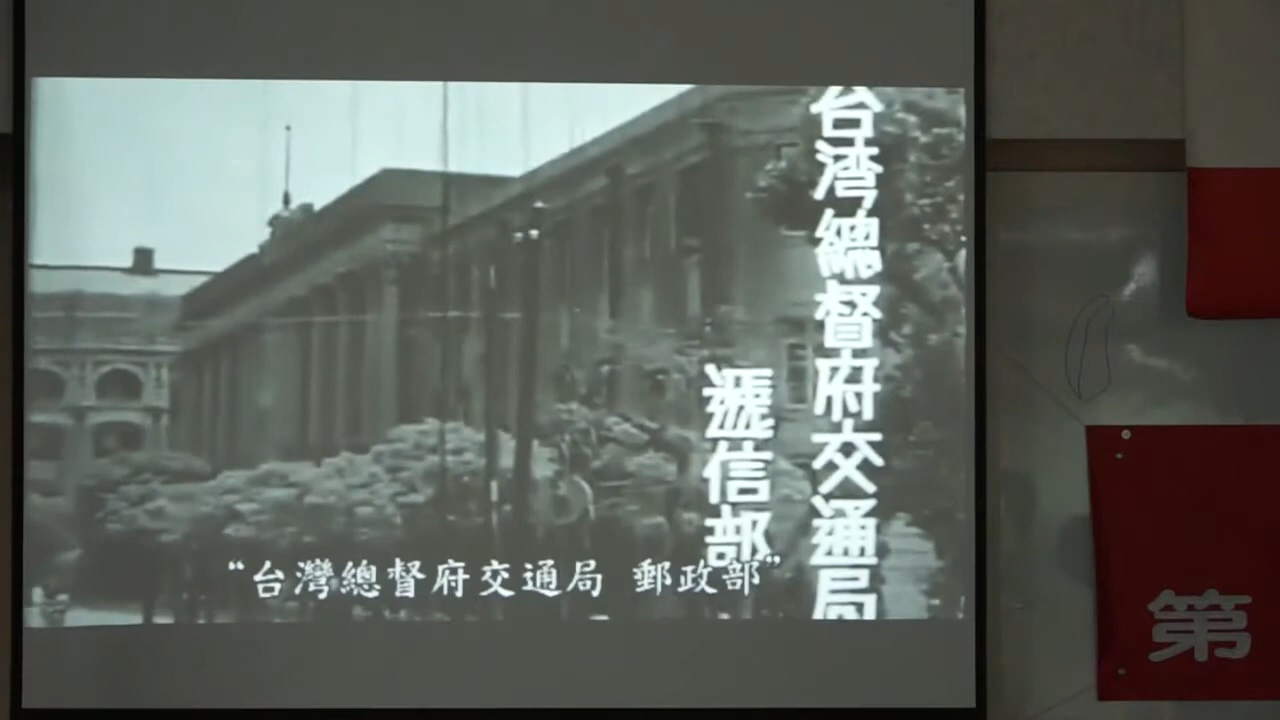 台湾總督府交通局
遞信部
“台灣總督府交通局 郵政部”
第